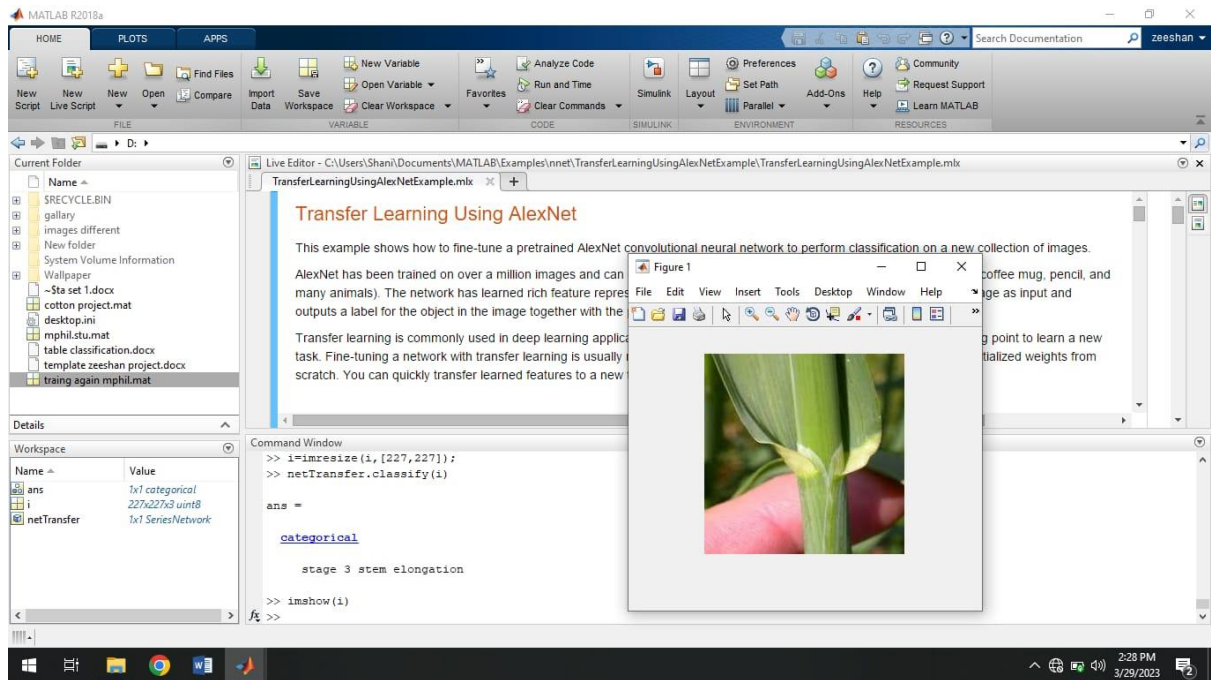 MATLAB R2018a
HOME PLOTS APPS
Search Documentation
zeeshan
New Script
New Live Script
New
Open
Find Files
Compare
Import Data
Save Workspace
New Variable
Open Variable
Clear Workspace
Favorites
Analyze Code
Run and Time
Clear Commands
Simulink
Layout
Preferences
Set Path
Parallel
Add-Ons
Help
Community
Request Support
Learn MATLAB
FILE VARIABLE CODE SIMULINK ENVIRONMENT RESOURCES
D:
Current Folder
Name
$RECYCLE.BIN
gallary
images different
New folder
System Volume Information
Wallpaper
~$ta set 1.docx
cotton project.mat
desktop.ini
mphil.stu.mat
table classification.docx
template zeeshan project.docx
traing again mphil.mat
Details
Workspace
Name Value
ans 1x1 categorical
i 227x227x3 uint8
netTransfer 1x1 SeriesNetwork
Live Editor - C:\Users\Shani\Documents\MATLAB\Examples\nnet\TransferLearningUsingAlexNetExample\TransferLearningUsingAlexNetExample.mlx
TransferLearningUsingAlexNetExample.mlx
Transfer Learning Using AlexNet
This example shows how to fine-tune a pretrained AlexNet convolutional neural network to perform classification on a new collection of images.
AlexNet has been trained on over a million images and can coffee mug, pencil, and
many animals). The network has learned rich feature repres age as input and
outputs a label for the object in the image together with the
Transfer learning is commonly used in deep learning applica g point to learn a new
task. Fine-tuning a network with transfer learning is usually tialized weights from
scratch. You can quickly transfer learned features to a new
Figure 1
File Edit View Insert Tools Desktop Window Help
Command Window
>> i=imresize(i,[227,227]);
>> netTransfer.classify(i)
ans =
categorical
stage 3 stem elongation
>> imshow(i)
fx >>
2:28 PM
3/29/2023
2